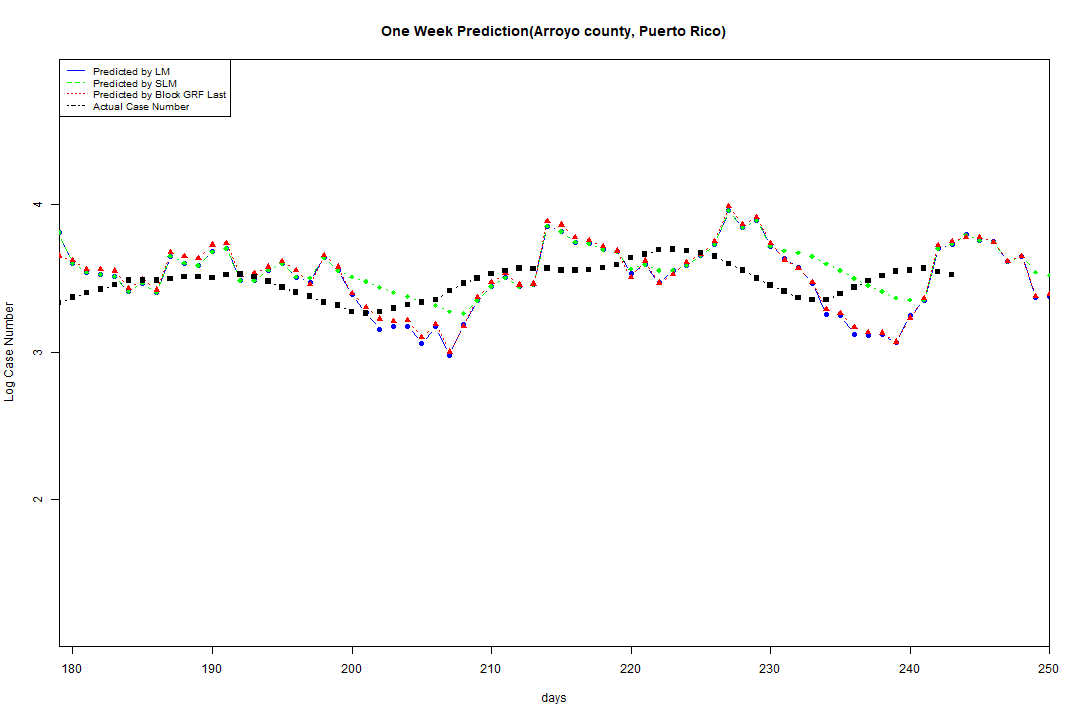 One Week Prediction(Arroyo county, Puerto Rico)
Predicted by LM
Predicted by SLM
Predicted by Block GRF Last
Actual Case Number
4
3
2
Log Case Number
180 190 200 210 220 230 240 250
days